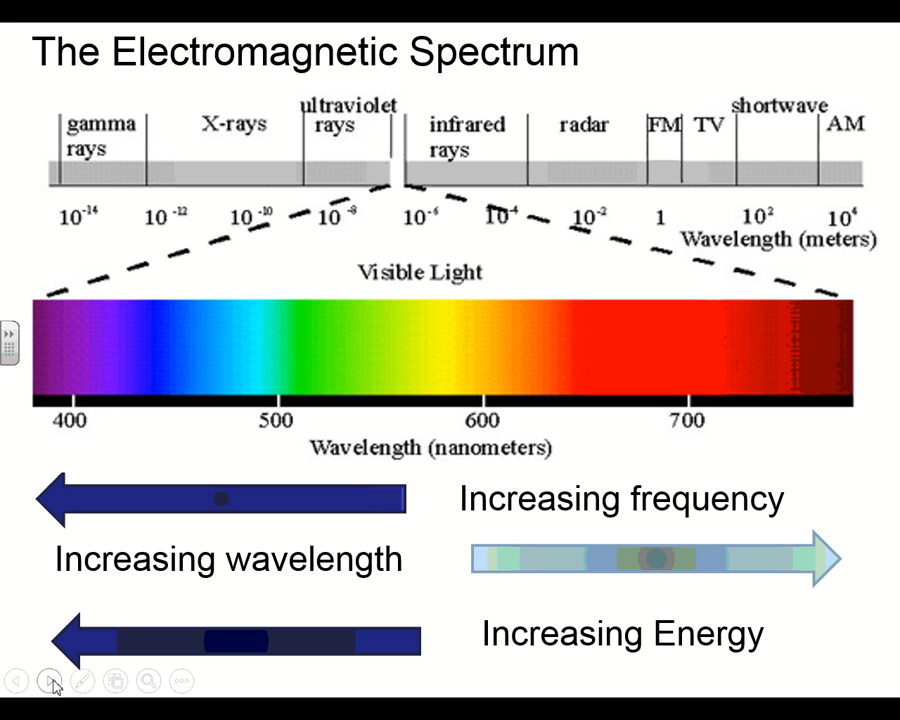 The Electromagnetic Spectrum
ultraviolet shortwave
gamma X-rays rays infrared radar FM TV AM
rays rays
10⁻¹⁴ 10⁻¹² 10⁻¹⁰ 10⁻⁸ 10⁻⁶ 10⁻⁴ 10⁻² 1 10² 10⁴
Wavelength (meters)
Visible Light
400 500 600 700
Wavelength (nanometers)
Increasing frequency
Increasing wavelength
Increasing Energy